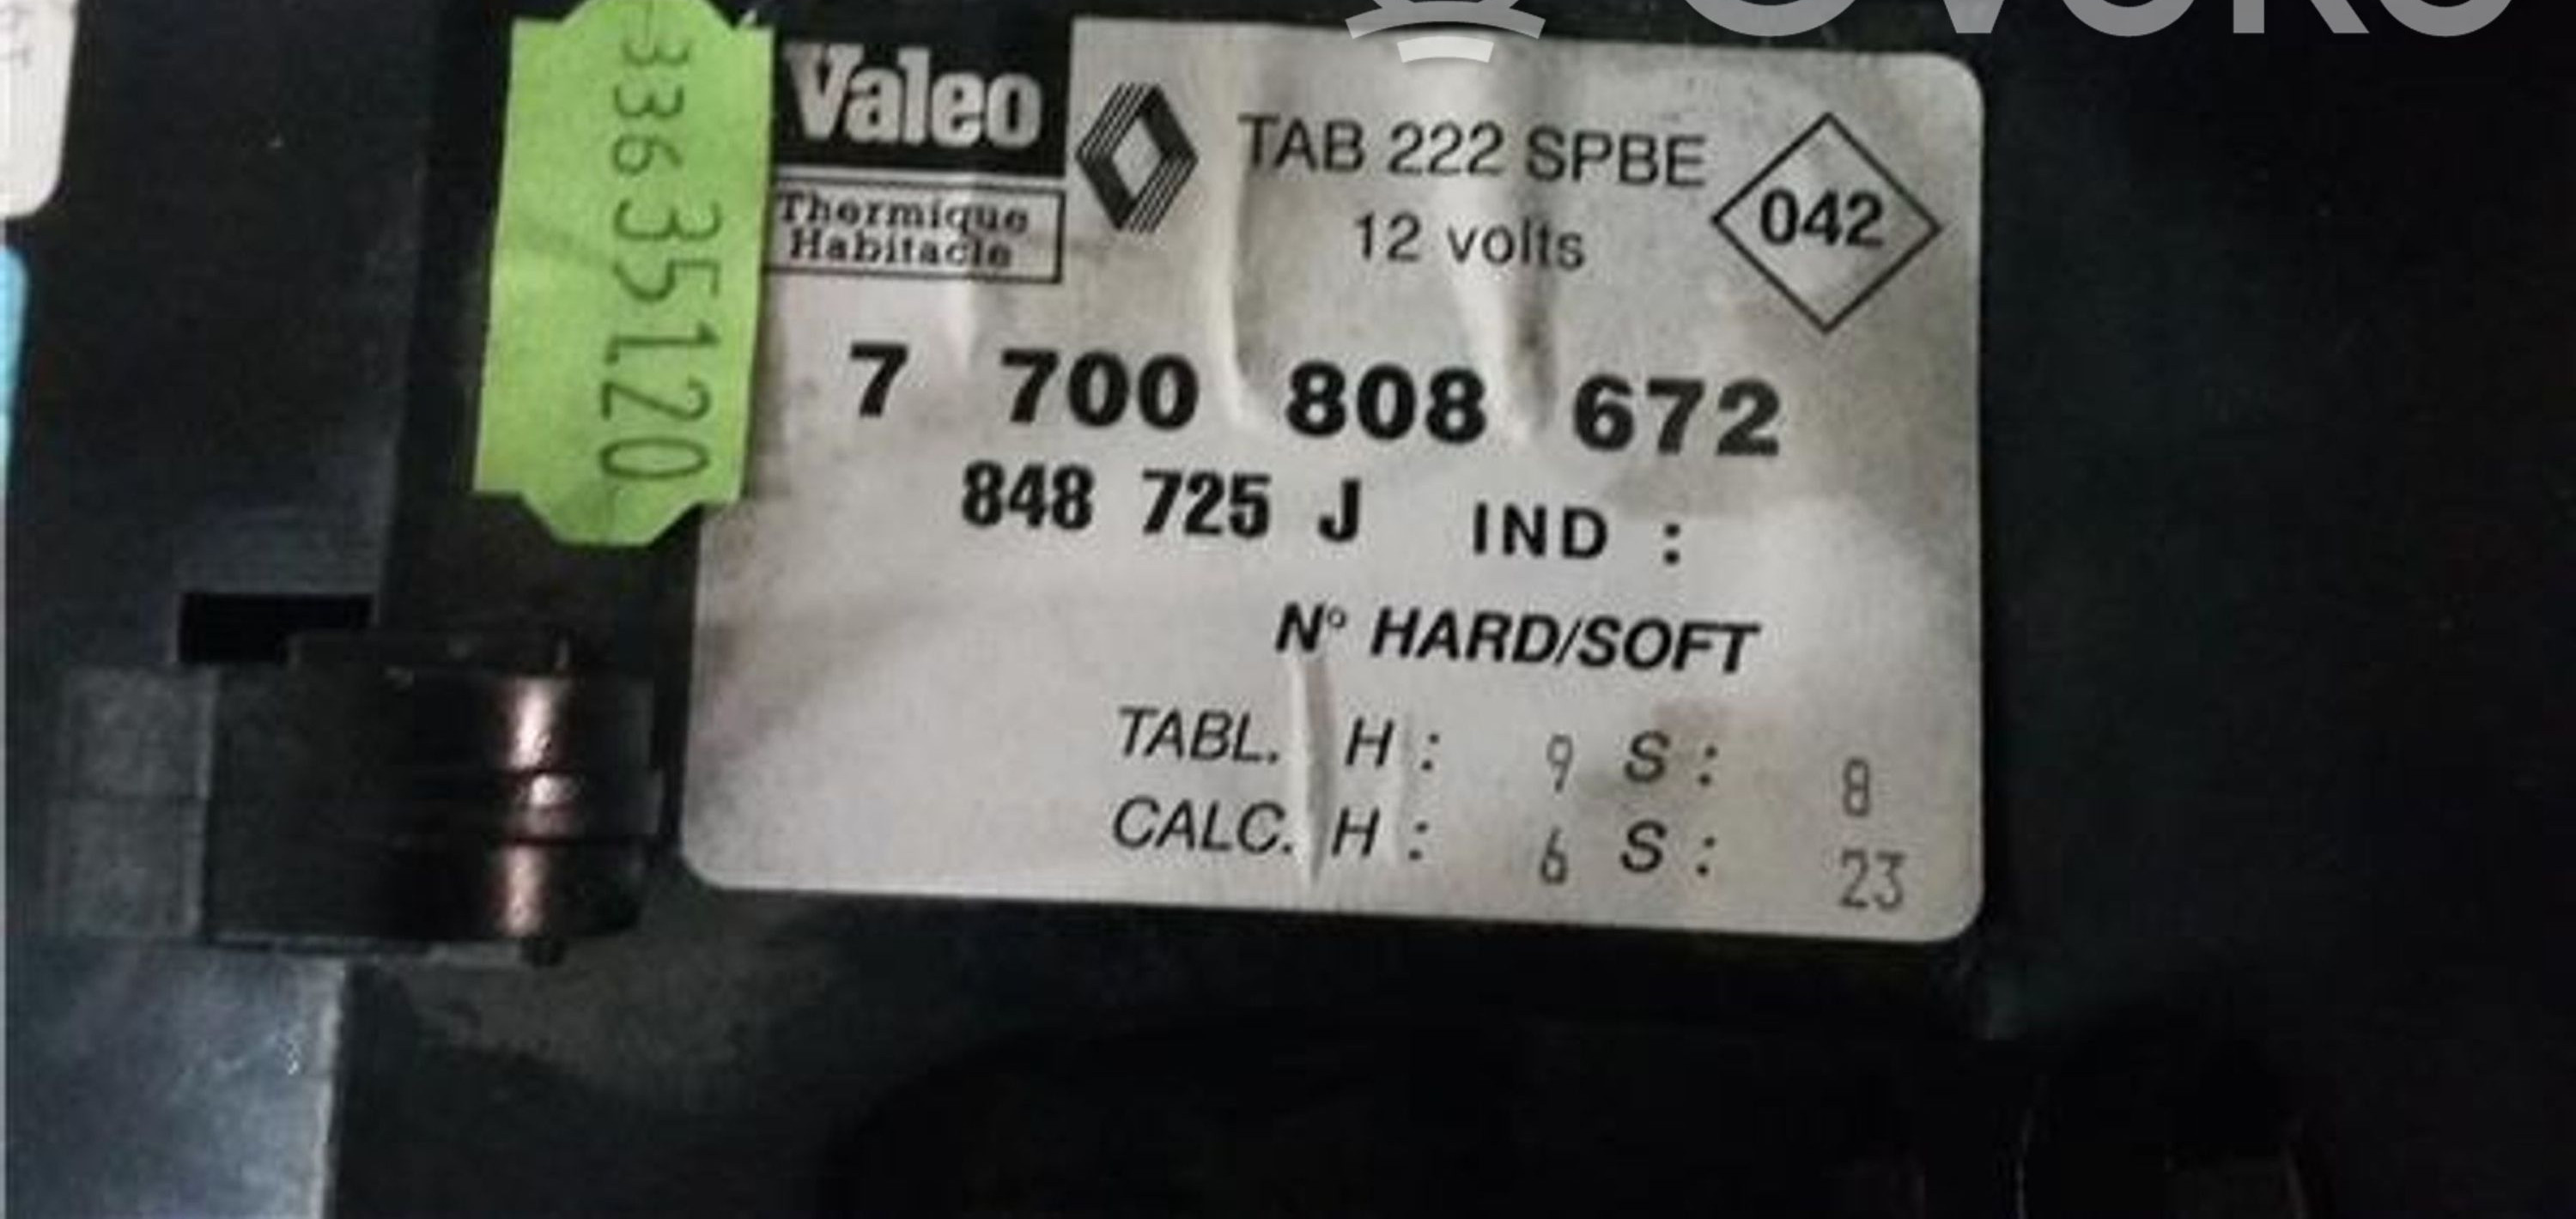 Valeo
Thermique
Habitacle
TAB 222 SPBE
12 volts
042
7 700 808 672
848 725 J IND :
N° HARD/SOFT
TABL. H : 9 S : 8
CALC. H : 6 S : 23